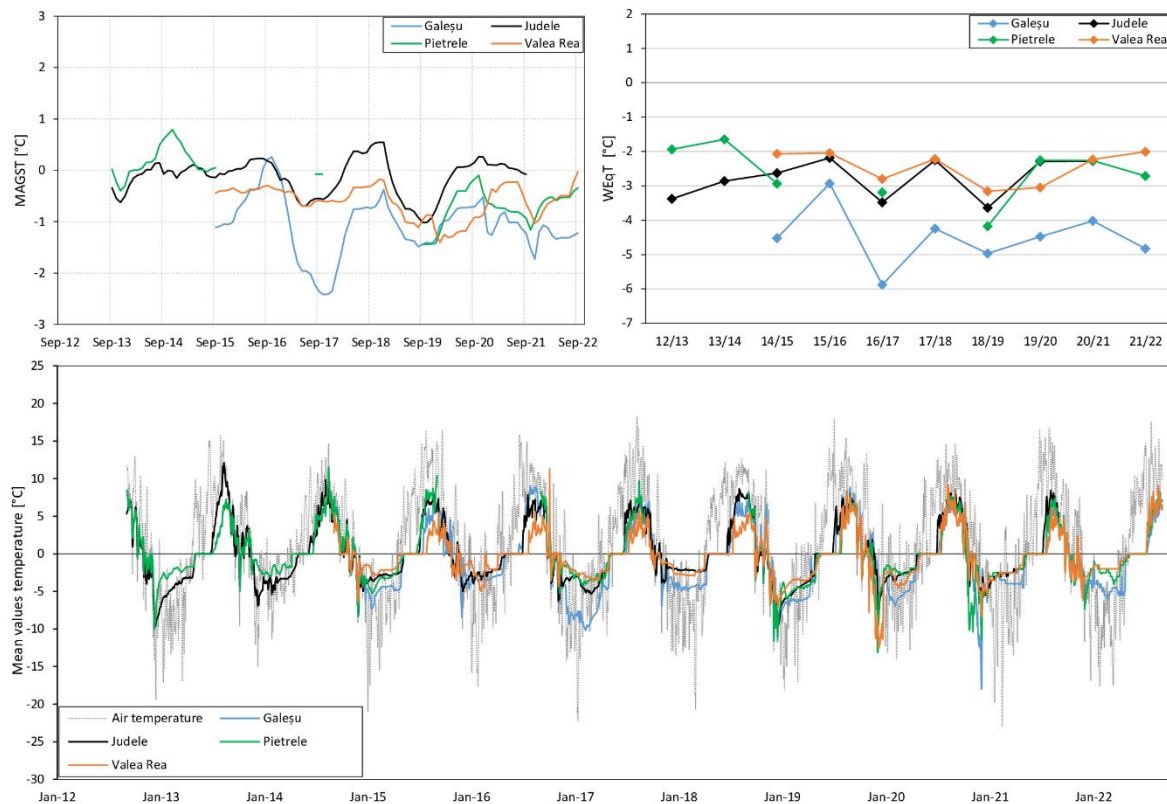 3
2
1
0
-1
-2
-3
MAGST [°C]
Galeșu
Judele
Pietrele
Valea Rea
Sep-12
Sep-13
Sep-14
Sep-15
Sep-16
Sep-17
Sep-18
Sep-19
Sep-20
Sep-21
Sep-22
2
1
0
-1
-2
-3
-4
-5
-6
-7
WEqT [°C]
Galeșu
Judele
Pietrele
Valea Rea
12/13
13/14
14/15
15/16
16/17
17/18
18/19
19/20
20/21
21/22
25
20
15
10
5
0
-5
-10
-15
-20
-25
-30
Mean values temperature [°C]
Air temperature
Galeșu
Judele
Pietrele
Valea Rea
Jan-12
Jan-13
Jan-14
Jan-15
Jan-16
Jan-17
Jan-18
Jan-19
Jan-20
Jan-21
Jan-22